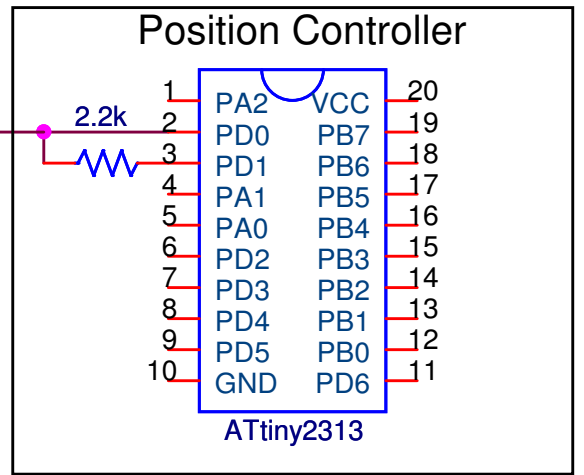 Position Controller
1 PA2 VCC 20
2.2k
2 PD0 PB7 19
3 PD1 PB6 18
4 PA1 PB5 17
5 PA0 PB4 16
6 PD2 PB3 15
7 PD3 PB2 14
8 PD4 PB1 13
9 PD5 PB0 12
10 GND PD6 11
ATtiny2313